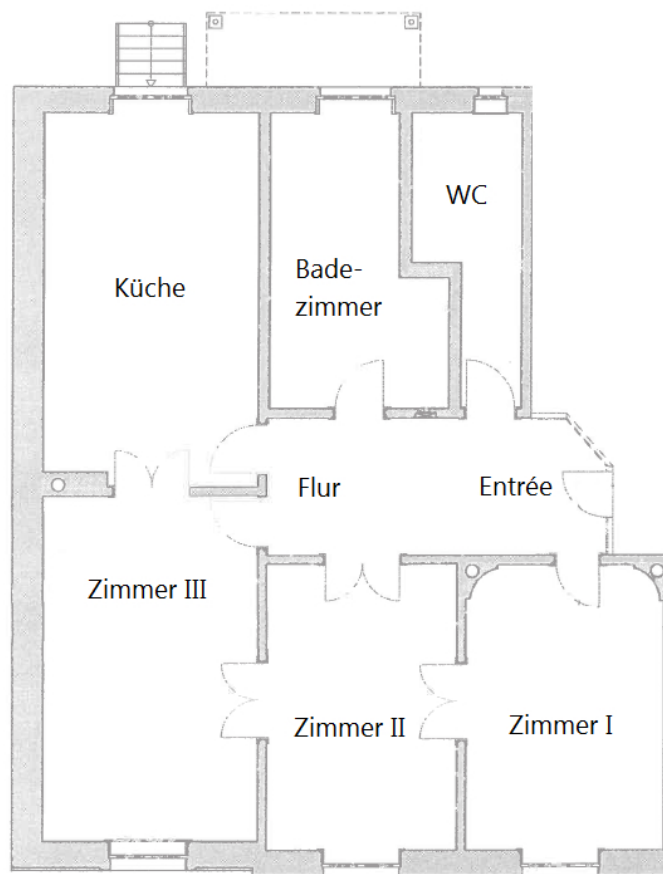 WC
Küche
Bade-
zimmer
Flur
Entrée
Zimmer III
Zimmer II
Zimmer I